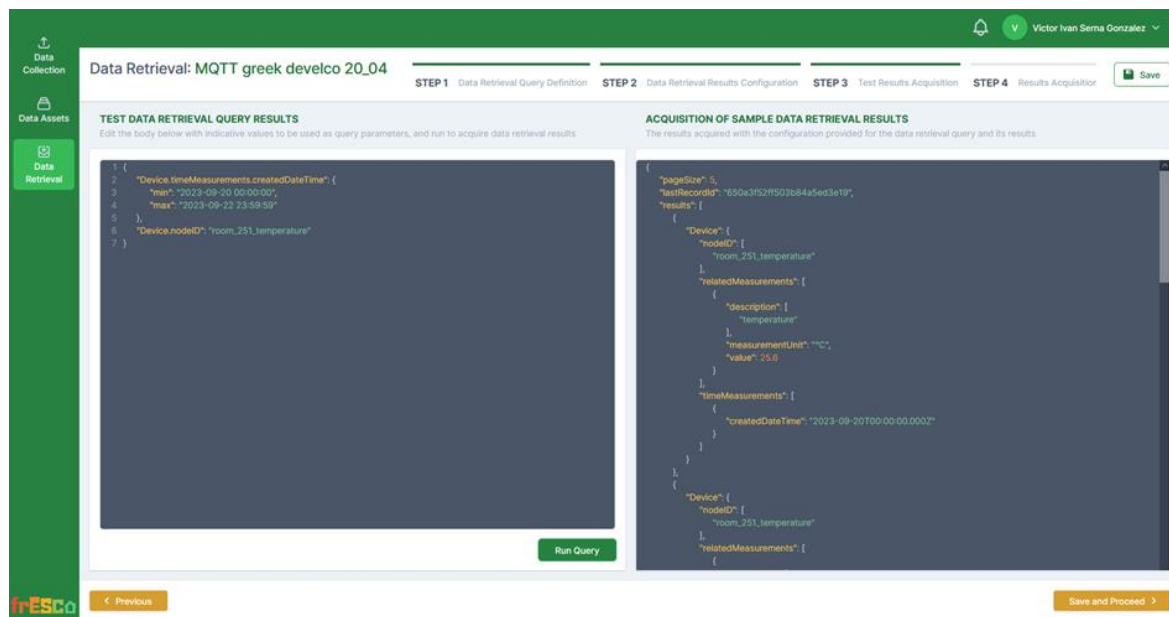 V Victor Ivan Serna Gonzalez
Data
Collection
Data Assets
Data
Retrieval
Data Retrieval: MQTT greek develco 20_04
STEP 1 Data Retrieval Query Definition STEP 2 Data Retrieval Results Configuration STEP 3 Test Results Acquisition STEP 4 Results Acquisition
Save
TEST DATA RETRIEVAL QUERY RESULTS
Edit the body below with indicative values to be used as query parameters, and run to acquire data retrieval results
1 {
2 "Device.timeMeasurements.createdDateTime": {
3 "min": "2023-09-20 00:00:00",
4 "max": "2023-09-22 23:59:59"
5 },
6 "Device.nodeID": "room_251_temperature"
7 }
Run Query
ACQUISITION OF SAMPLE DATA RETRIEVAL RESULTS
The results acquired with the configuration provided for the data retrieval query and its results
{
"pageSize": 5,
"lastRecordId": "650a3f52ff503b84a5ed3e19",
"results": [
{
"Device": {
"nodeID": [
"room_251_temperature"
],
"relatedMeasurements": [
{
"description": [
"temperature"
],
"measurementUnit": "°C",
"value": 25.6
}
],
"timeMeasurements": [
{
"createdDateTime": "2023-09-20T00:00:00.000Z"
}
]
}
},
{
"Device": {
"nodeID": [
"room_251_temperature"
],
"relatedMeasurements": [
{
frESCo
Previous
Save and Proceed